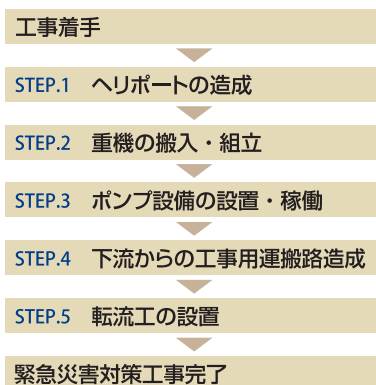 工事着手
STEP.1 ヘリポートの造成
STEP.2 重機の搬入・組立
STEP.3 ポンプ設備の設置・稼働
STEP.4 下流からの工事用運搬路造成
STEP.5 転流工の設置
緊急災害対策工事完了